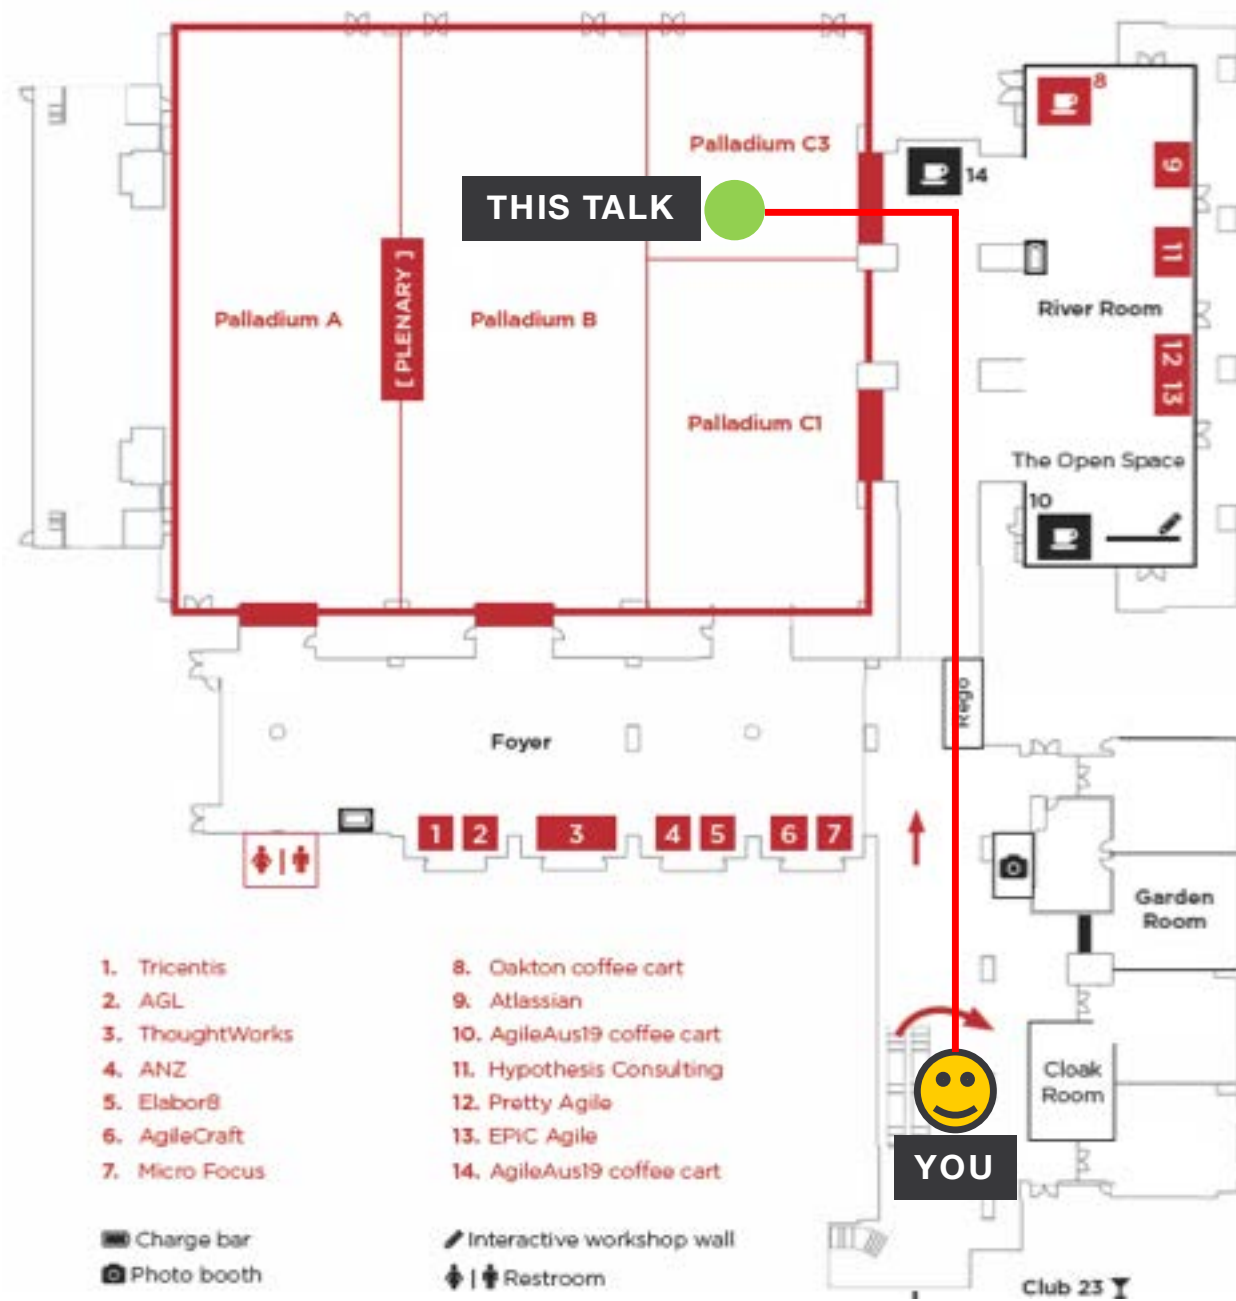 8
Palladium C3
14
9
THIS TALK
11
[ PLENARY ]
River Room
Palladium A
Palladium B
12
13
Palladium C1
The Open Space
10
Rego
Foyer
1 2 3 4 5 6 7
Garden
Room
1. Tricentis
2. AGL
3. ThoughtWorks
4. ANZ
5. Elabor8
6. AgileCraft
7. Micro Focus
8. Oakton coffee cart
9. Atlassian
10. AgileAus19 coffee cart
11. Hypothesis Consulting
12. Pretty Agile
13. EPiC Agile
14. AgileAus19 coffee cart
Cloak
Room
YOU
Charge bar
Photo booth
Interactive workshop wall
Restroom
Club 23